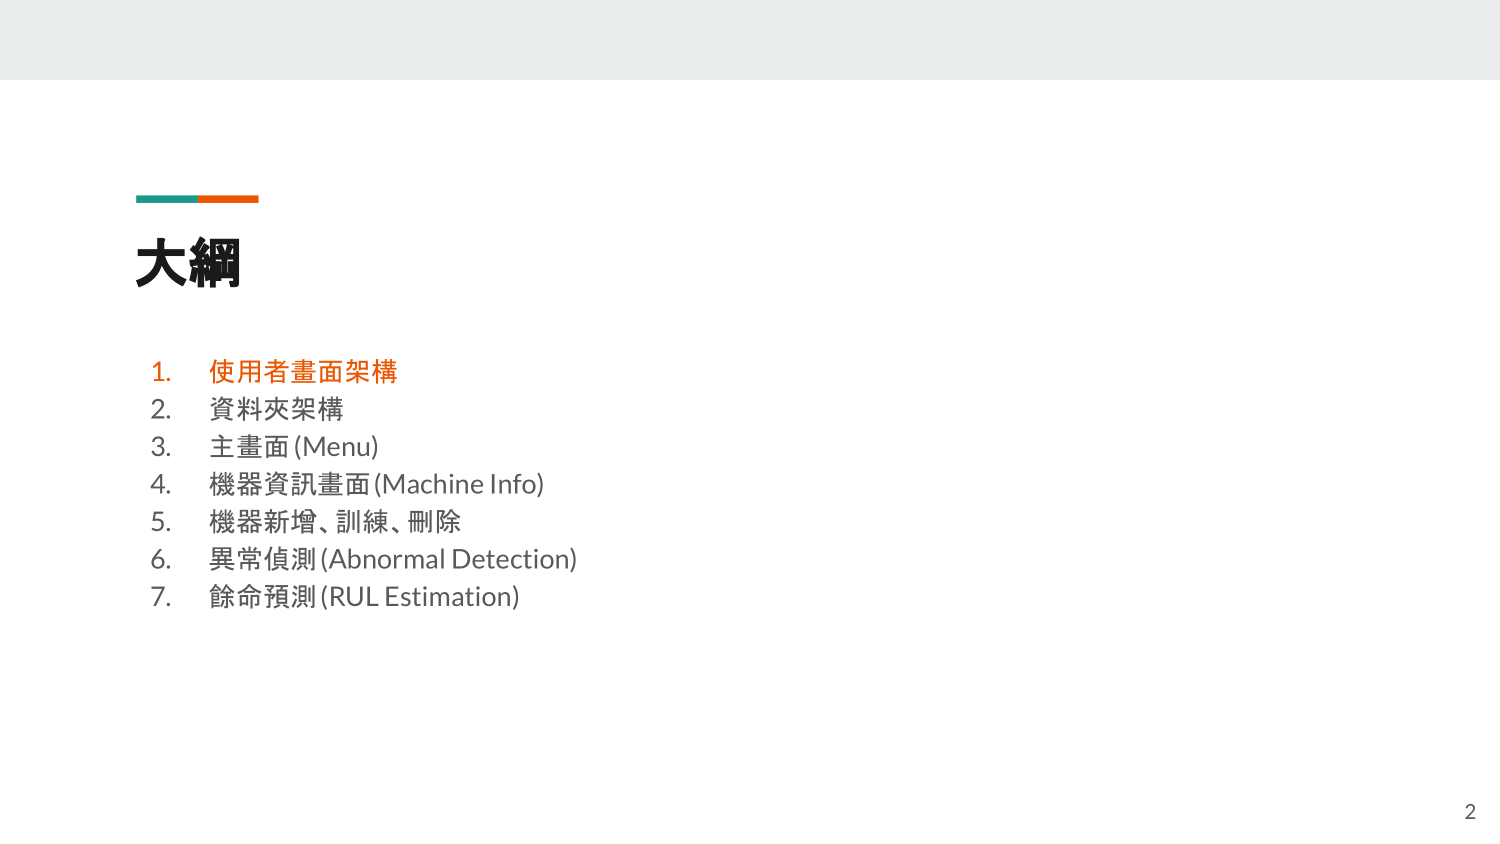 大綱
1. 使用者畫面架構
2. 資料夾架構
3. 主畫面(Menu)
4. 機器資訊畫面(Machine Info)
5. 機器新增、訓練、刪除
6. 異常偵測(Abnormal Detection)
7. 餘命預測(RUL Estimation)
2